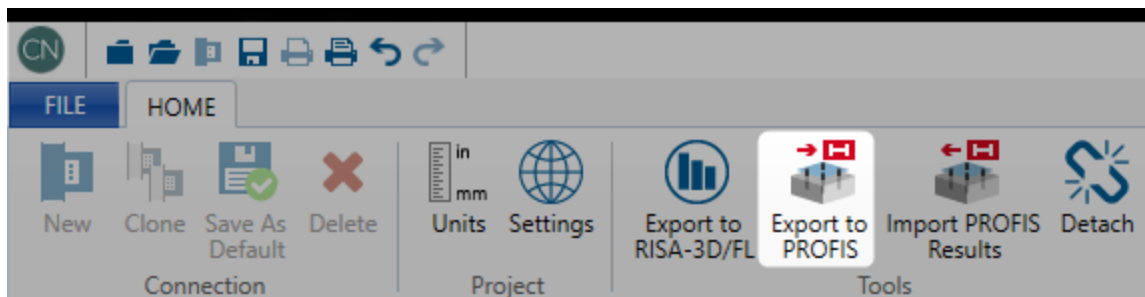 CN
FILE HOME
in
mm
New Clone Save As
Default Delete Units Settings Export to
RISA-3D/FL Export to
PROFIS Import PROFIS
Results Detach
Connection Project Tools